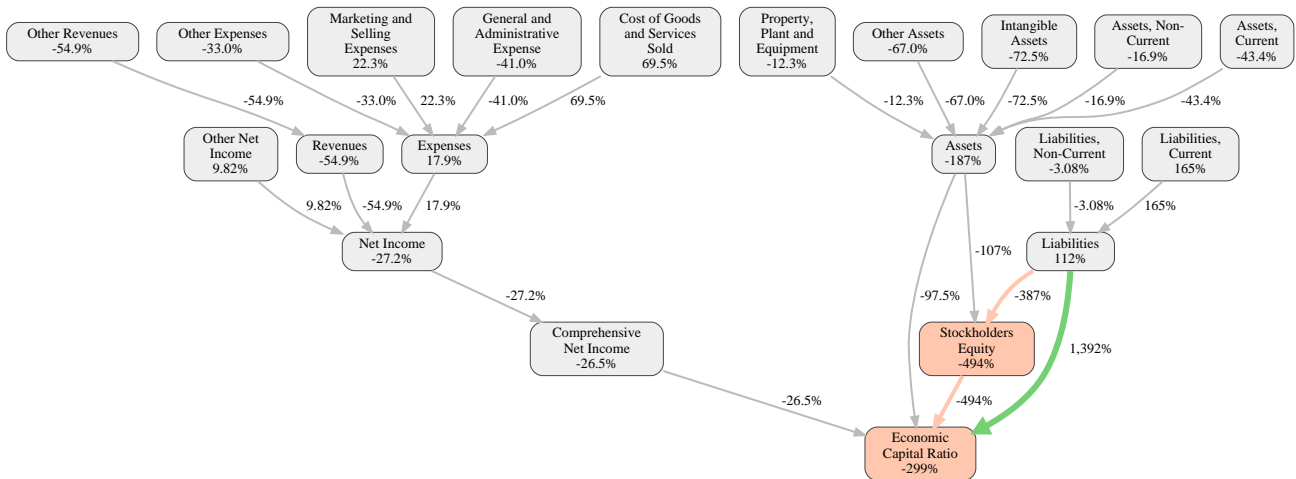 Other Revenues
-54.9%
Other Expenses
-33.0%
Marketing and
Selling
Expenses
22.3%
General and
Administrative
Expense
-41.0%
Cost of Goods
and Services
Sold
69.5%
Property,
Plant and
Equipment
-12.3%
Other Assets
-67.0%
Intangible
Assets
-72.5%
Assets, Non-
Current
-16.9%
Assets,
Current
-43.4%
-54.9%
-33.0%
22.3%
-41.0%
69.5%
-12.3%
-67.0%
-72.5%
-16.9%
-43.4%
Other Net
Income
9.82%
Revenues
-54.9%
Expenses
17.9%
Assets
-187%
Liabilities,
Non-Current
-3.08%
Liabilities,
Current
165%
9.82%
-54.9%
17.9%
-3.08%
165%
Net Income
-27.2%
Liabilities
112%
-107%
-27.2%
-97.5%
-387%
Comprehensive
Net Income
-26.5%
Stockholders
Equity
-494%
1,392%
-26.5%
-494%
Economic
Capital Ratio
-299%